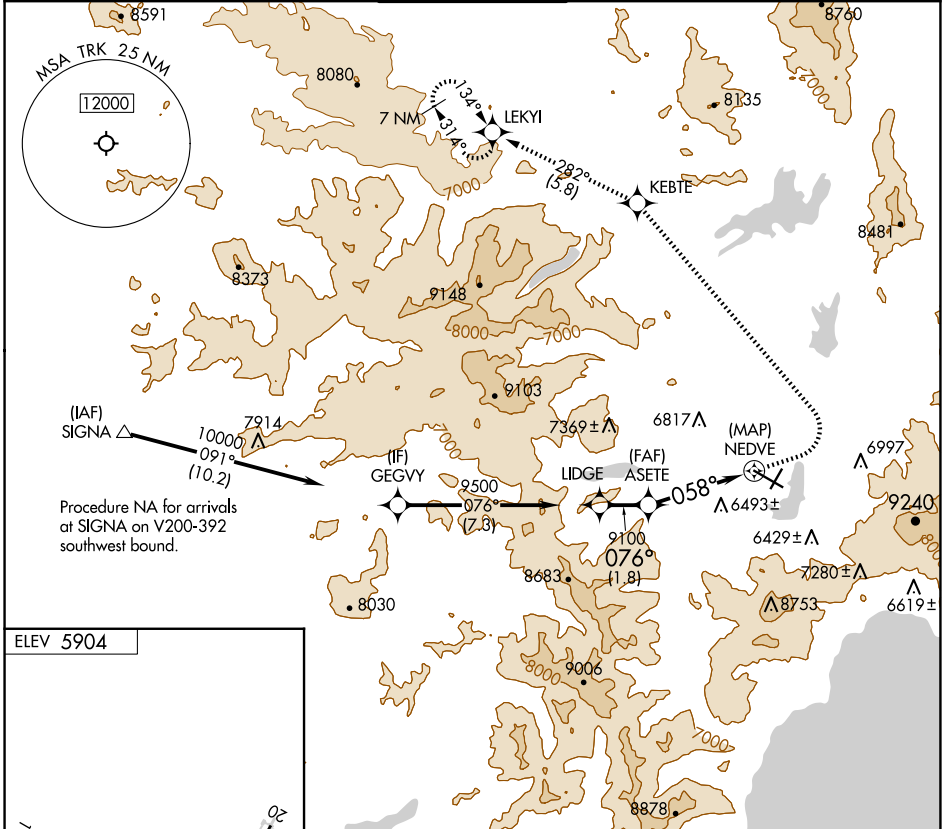 8591
8760
MSA TRK 25 NM
12000
8080
7 NM
134°
314°
LEKYI
8135
7000
7000
282°
(5.8)
KEBTE
8481
8373
9148
8000
7000
9103
(IAF)
SIGNA
7914
10000
091°
(10.2)
7000
7369±
6817
(MAP)
NEDVE
6997
(IF)
GEGVY
9500
076°
(7.3)
LIDGE
(FAF)
ASETE
058°
6493±
9240
8000
Procedure NA for arrivals
at SIGNA on V200-392
southwest bound.
9100
076°
(1.8)
6429±
7280±
8683
8030
8753
6619±
ELEV 5904
9006
8000
7000
8878
20